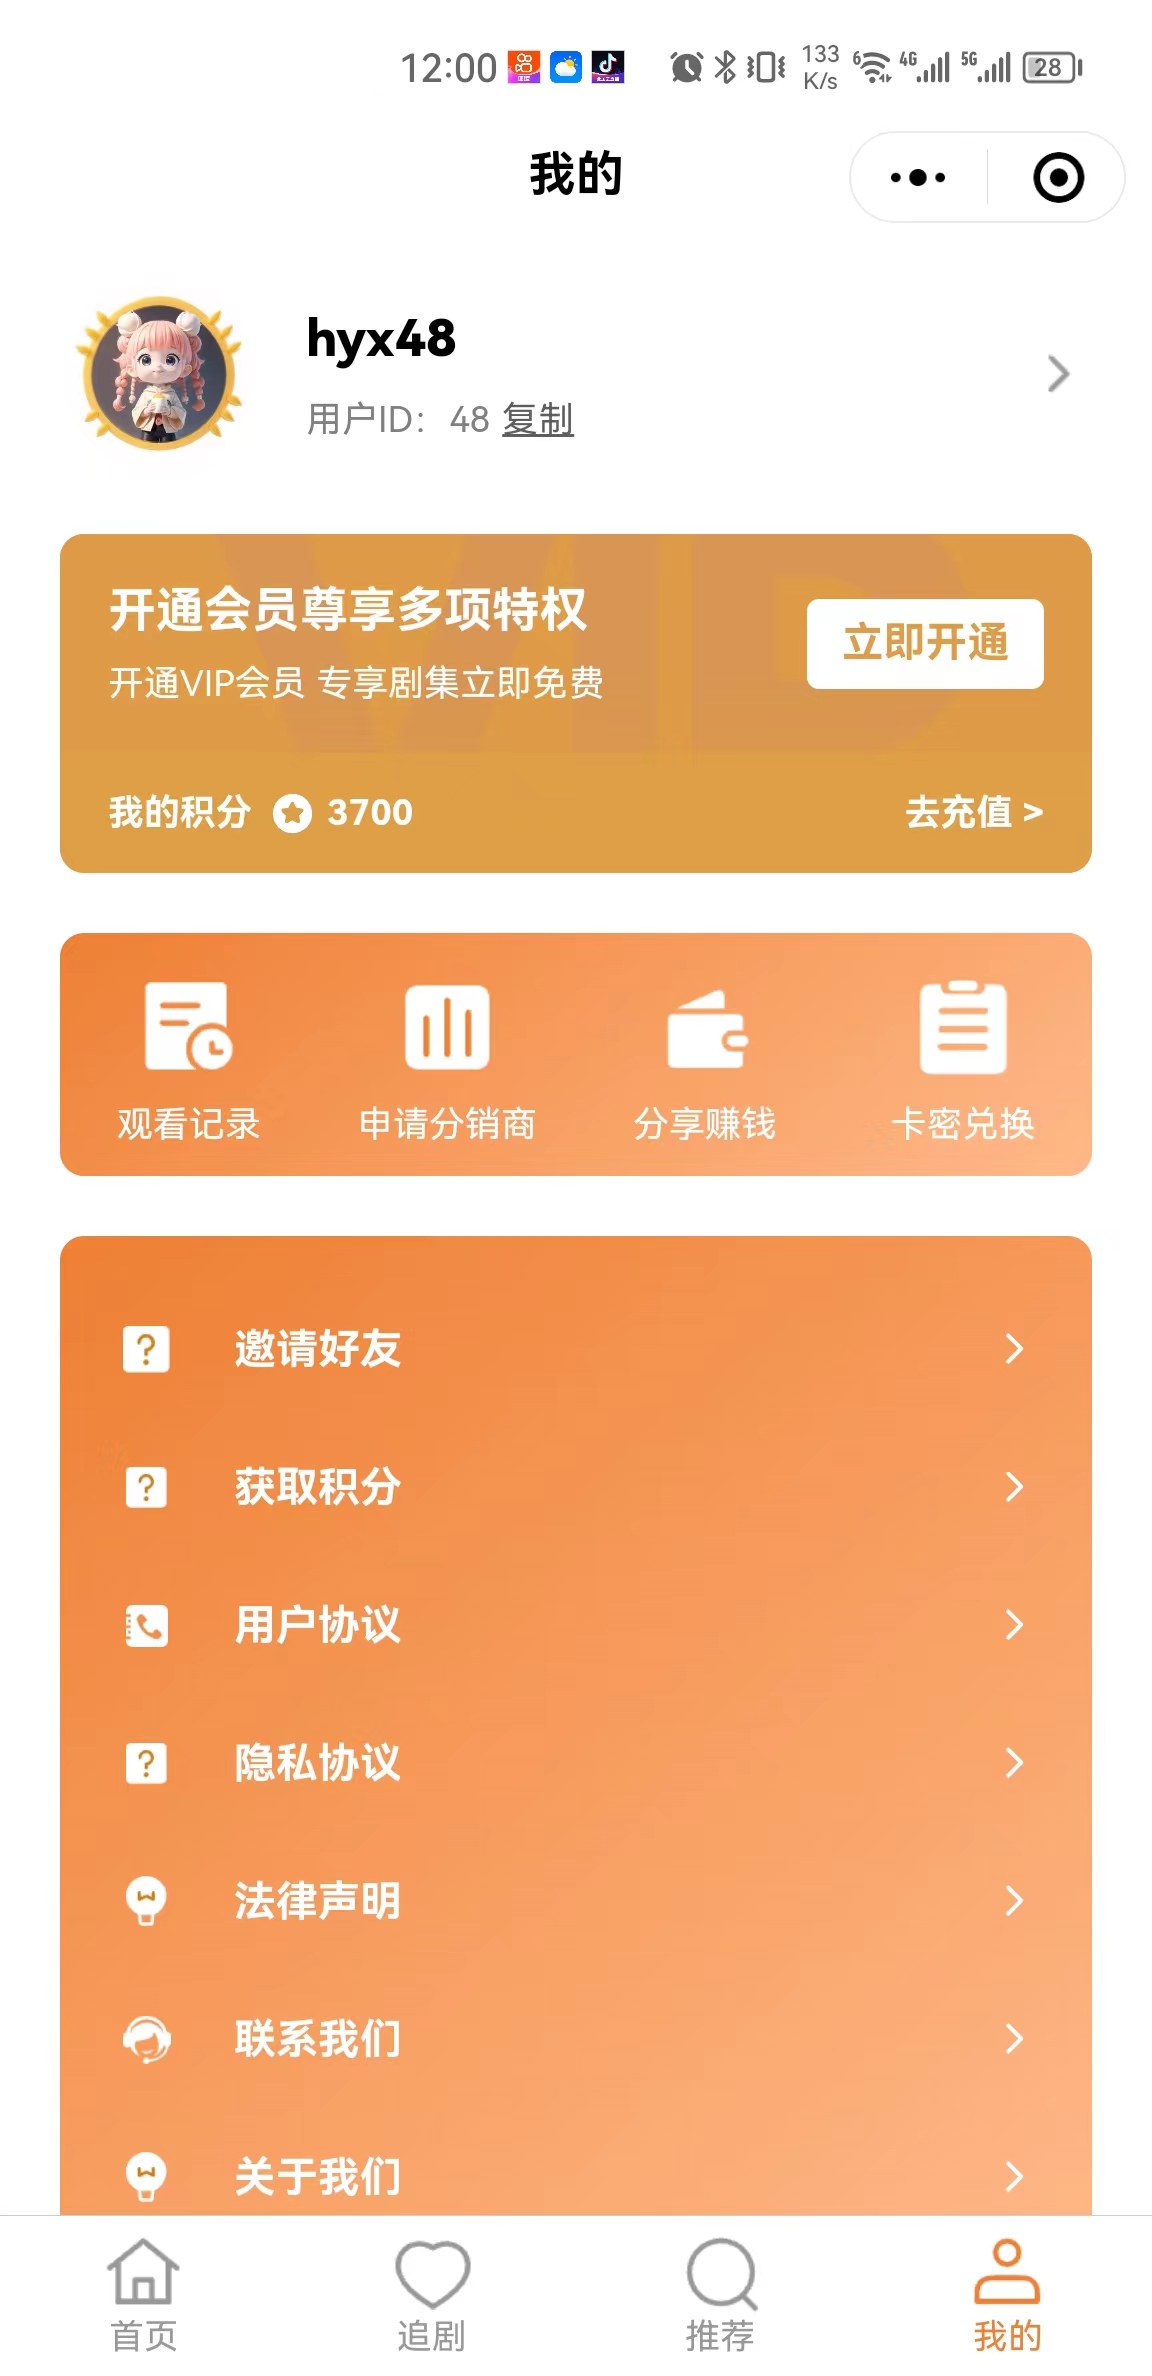 12:00
133 K/s
6
4G
5G
28
我的
hyx48
用户ID： 48 复制
开通会员尊享多项特权
开通VIP会员 专享剧集立即免费
立即开通
我的积分 3700
去充值 >
观看记录 申请分销商 分享赚钱 卡密兑换
邀请好友
获取积分
用户协议
隐私协议
法律声明
联系我们
关于我们
首页 追剧 推荐 我的